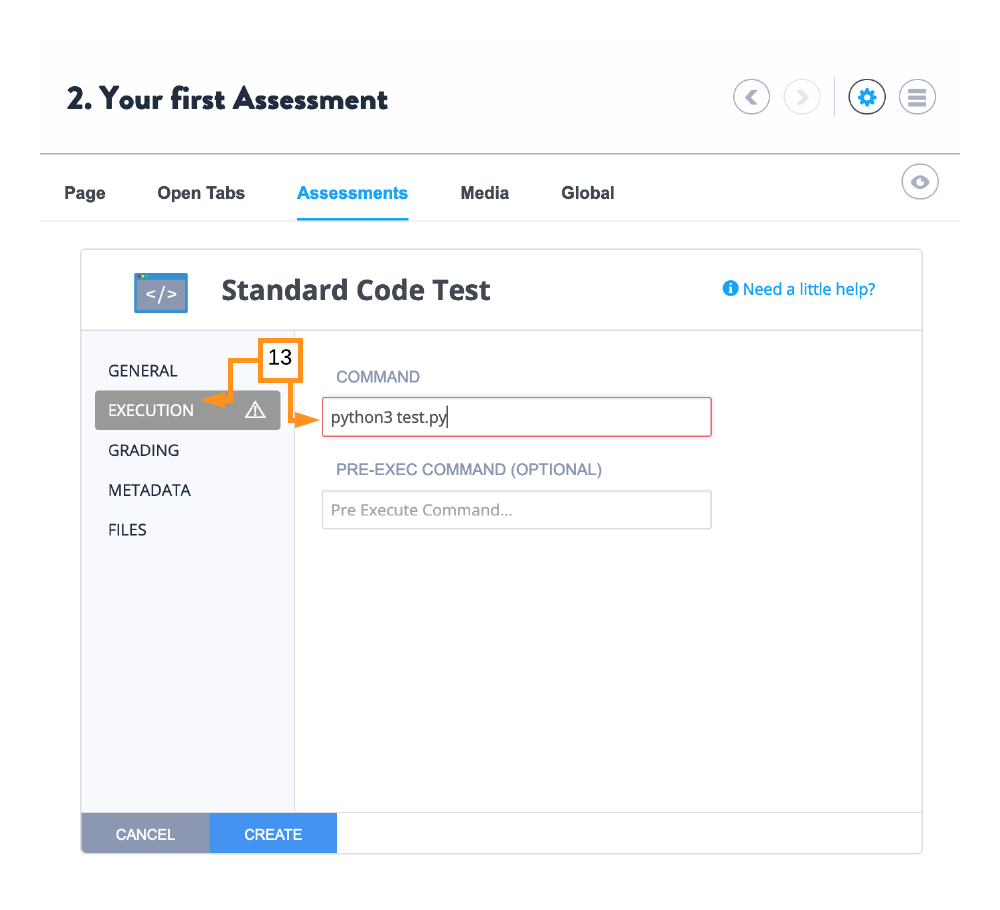 2. Your first Assessment
Page Open Tabs Assessments Media Global
</> Standard Code Test Need a little help?
13
GENERAL
EXECUTION
GRADING
METADATA
FILES
COMMAND
python3 test.py
PRE-EXEC COMMAND (OPTIONAL)
Pre Execute Command...
CANCEL CREATE